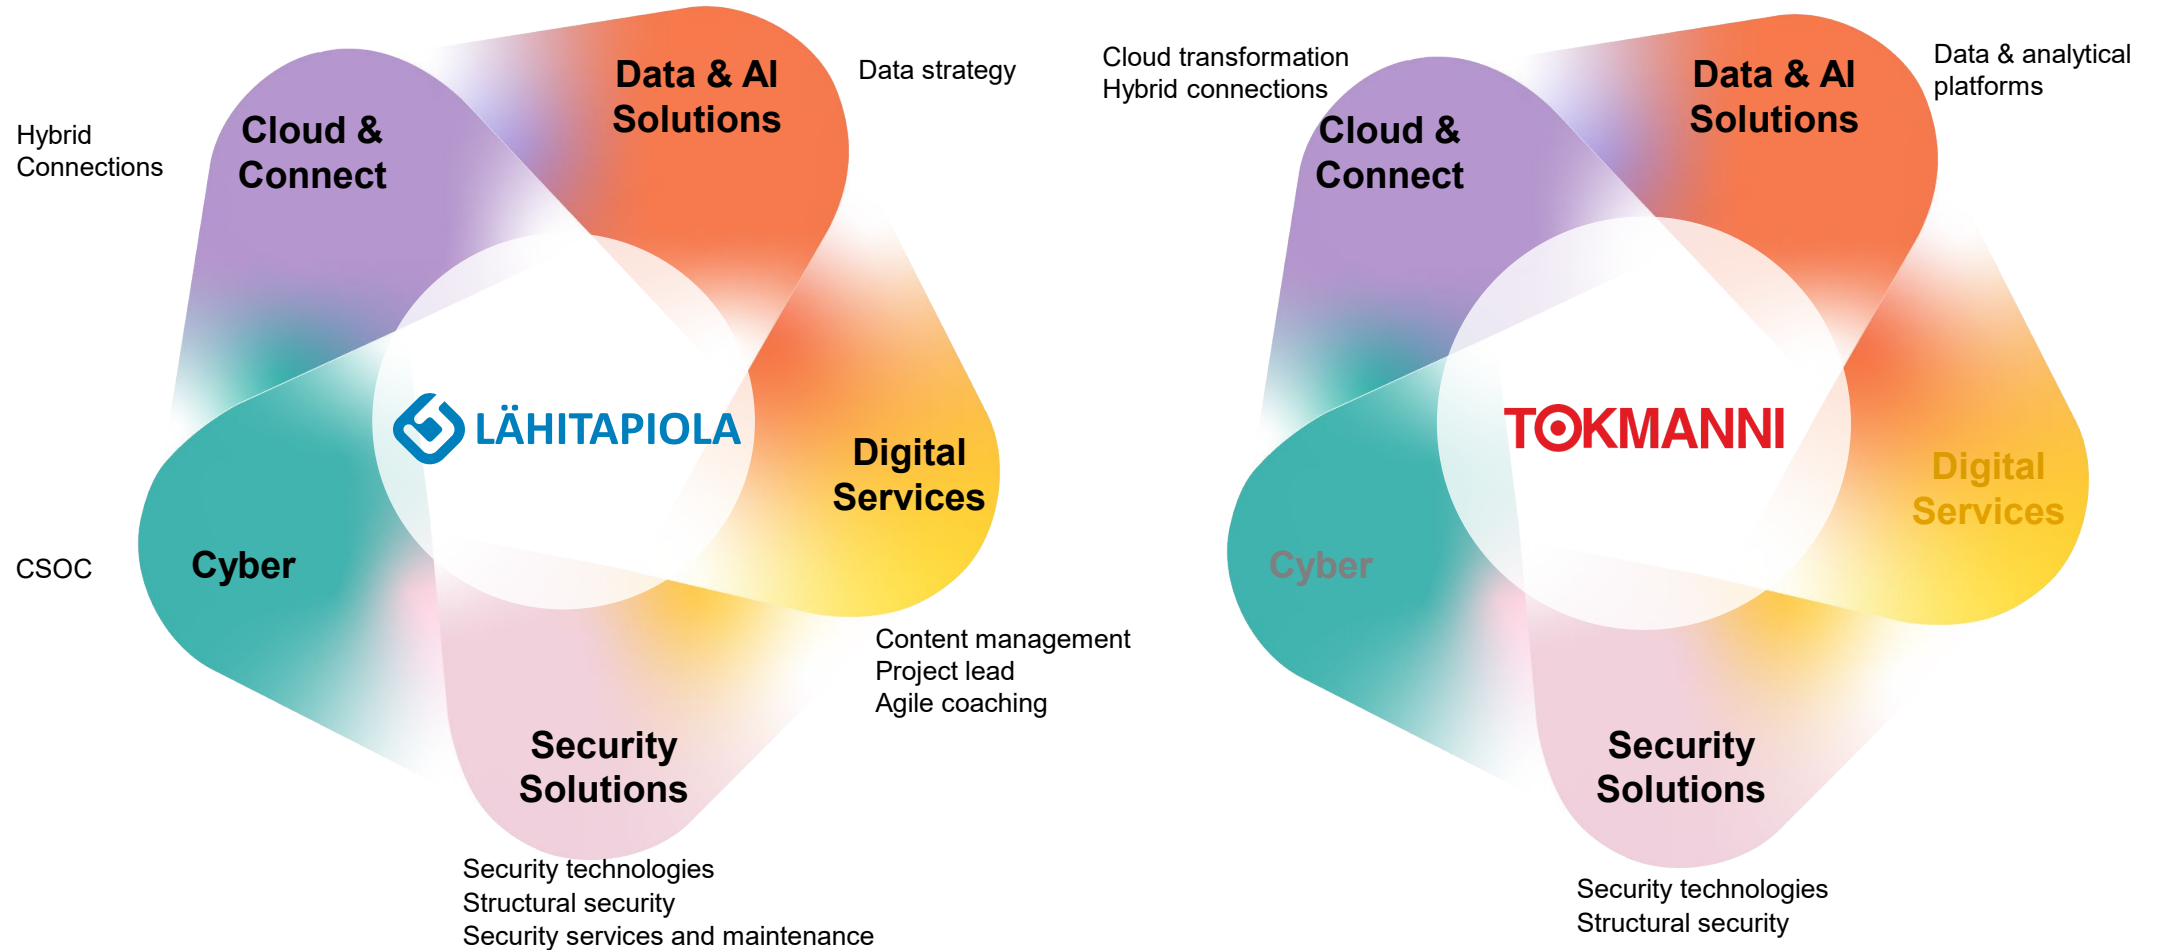 Hybrid
Connections
Cloud &
Connect
Data & AI
Solutions
Data strategy
LÄHITAPIOLA
Digital
Services
Content management
Project lead
Agile coaching
CSOC
Cyber
Security
Solutions
Security technologies
Structural security
Security services and maintenance
Cloud transformation
Hybrid connections
Cloud &
Connect
Data & AI
Solutions
Data & analytical
platforms
TOKMANNI
Digital
Services
Cyber
Security
Solutions
Security technologies
Structural security